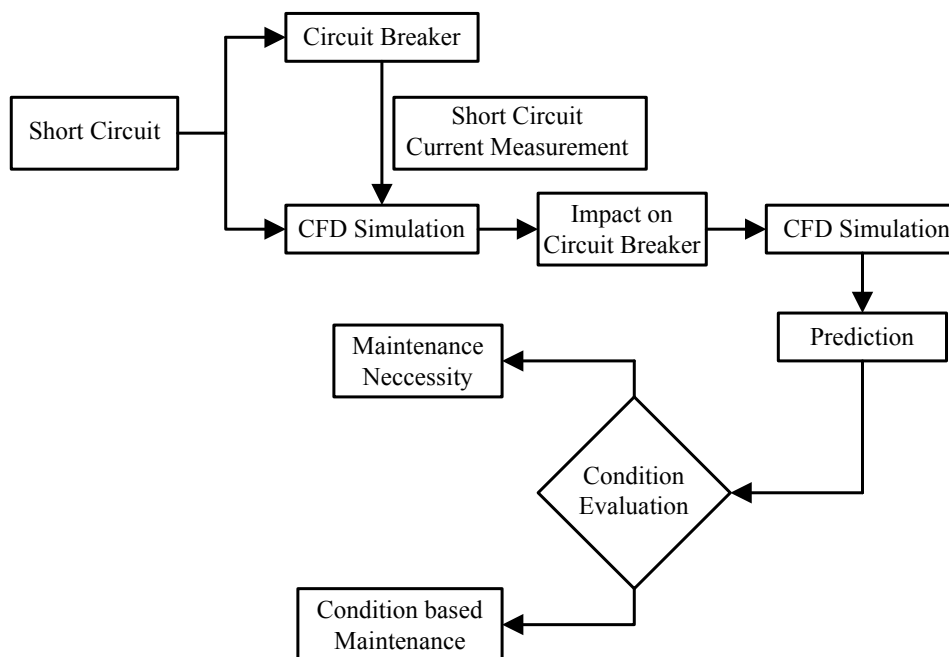 Circuit Breaker
Short Circuit
Short Circuit
Current Measurement
CFD Simulation
Impact on
Circuit Breaker
CFD Simulation
Prediction
Maintenance
Neccessity
Condition
Evaluation
Condition based
Maintenance